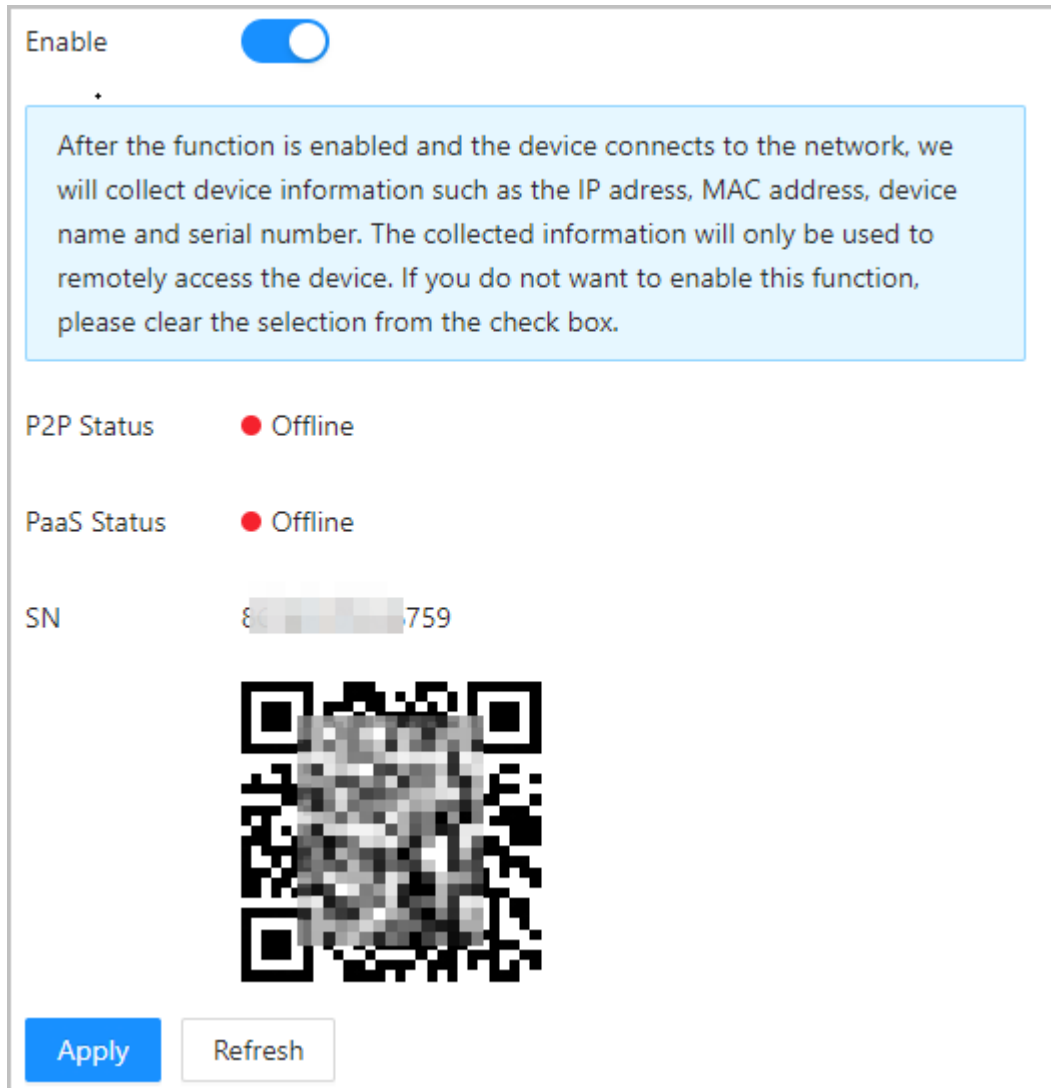 Enable
After the function is enabled and the device connects to the network, we
will collect device information such as the IP adress, MAC address, device
name and serial number. The collected information will only be used to
remotely access the device. If you do not want to enable this function,
please clear the selection from the check box.
P2P Status Offline
PaaS Status Offline
SN 759
Apply Refresh